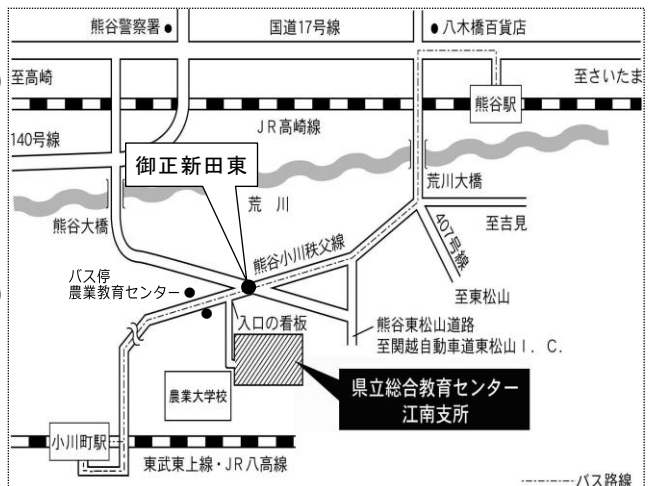 熊谷警察署
国道17号線
八木橋百貨店
至高崎
至さいたま
熊谷駅
JR高崎線
140号線
御正新田東
荒川大橋
荒 川
熊谷大橋
至吉見
407号線
熊谷小川秩父線
バス停
農業教育センター
至東松山
入口の看板
熊谷東松山道路
至関越自動車道東松山I.C.
農業大学校
県立総合教育センター
江南支所
小川町駅
東武東上線・JR八高線
バス路線